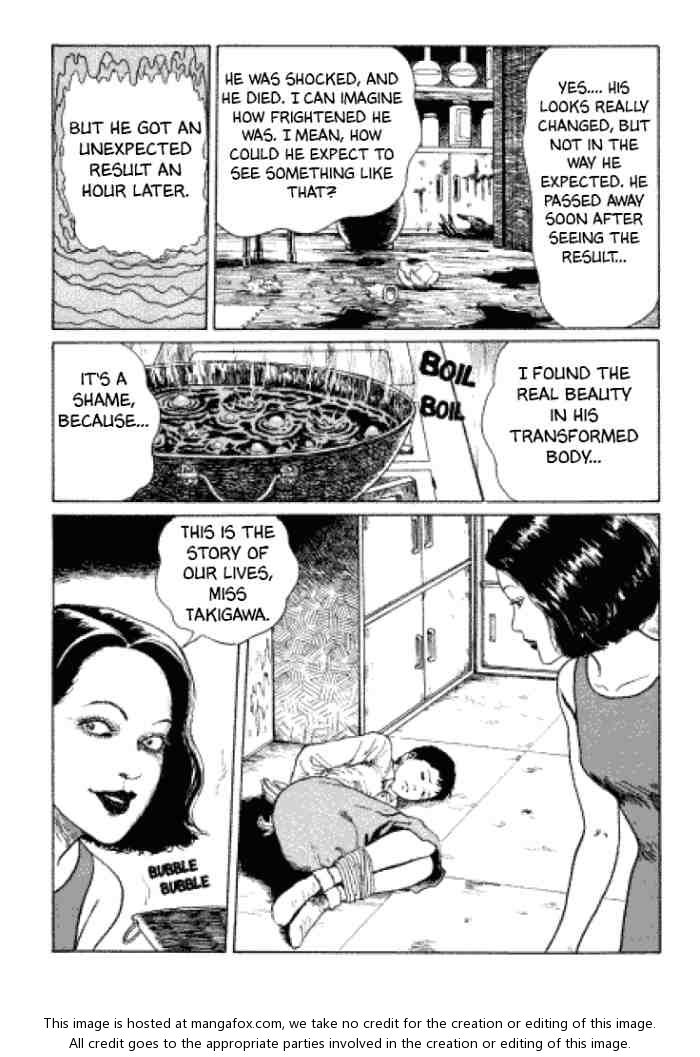 BUT HE GOT AN
UNEXPECTED
RESULT AN
HOUR LATER.
HE WAS SHOCKED, AND
HE DIED. I CAN IMAGINE
HOW FRIGHTENED HE
WAS. I MEAN, HOW
COULD HE EXPECT TO
SEE SOMETHING LIKE
THAT?
YES.... HIS
LOOKS REALLY
CHANGED, BUT
NOT IN THE
WAY HE
EXPECTED. HE
PASSED AWAY
SOON AFTER
SEEING THE
RESULT...
IT'S A
SHAME,
BECAUSE...
BOIL
BOIL
I FOUND THE
REAL BEAUTY
IN HIS
TRANSFORMED
BODY...
THIS IS THE
STORY OF
OUR LIVES,
MISS
TAKIGAWA.
BUBBLE
BUBBLE
This image is hosted at mangafox.com, we take no credit for the creation or editing of this image.
All credit goes to the appropriate parties involved in the creation or editing of this image.